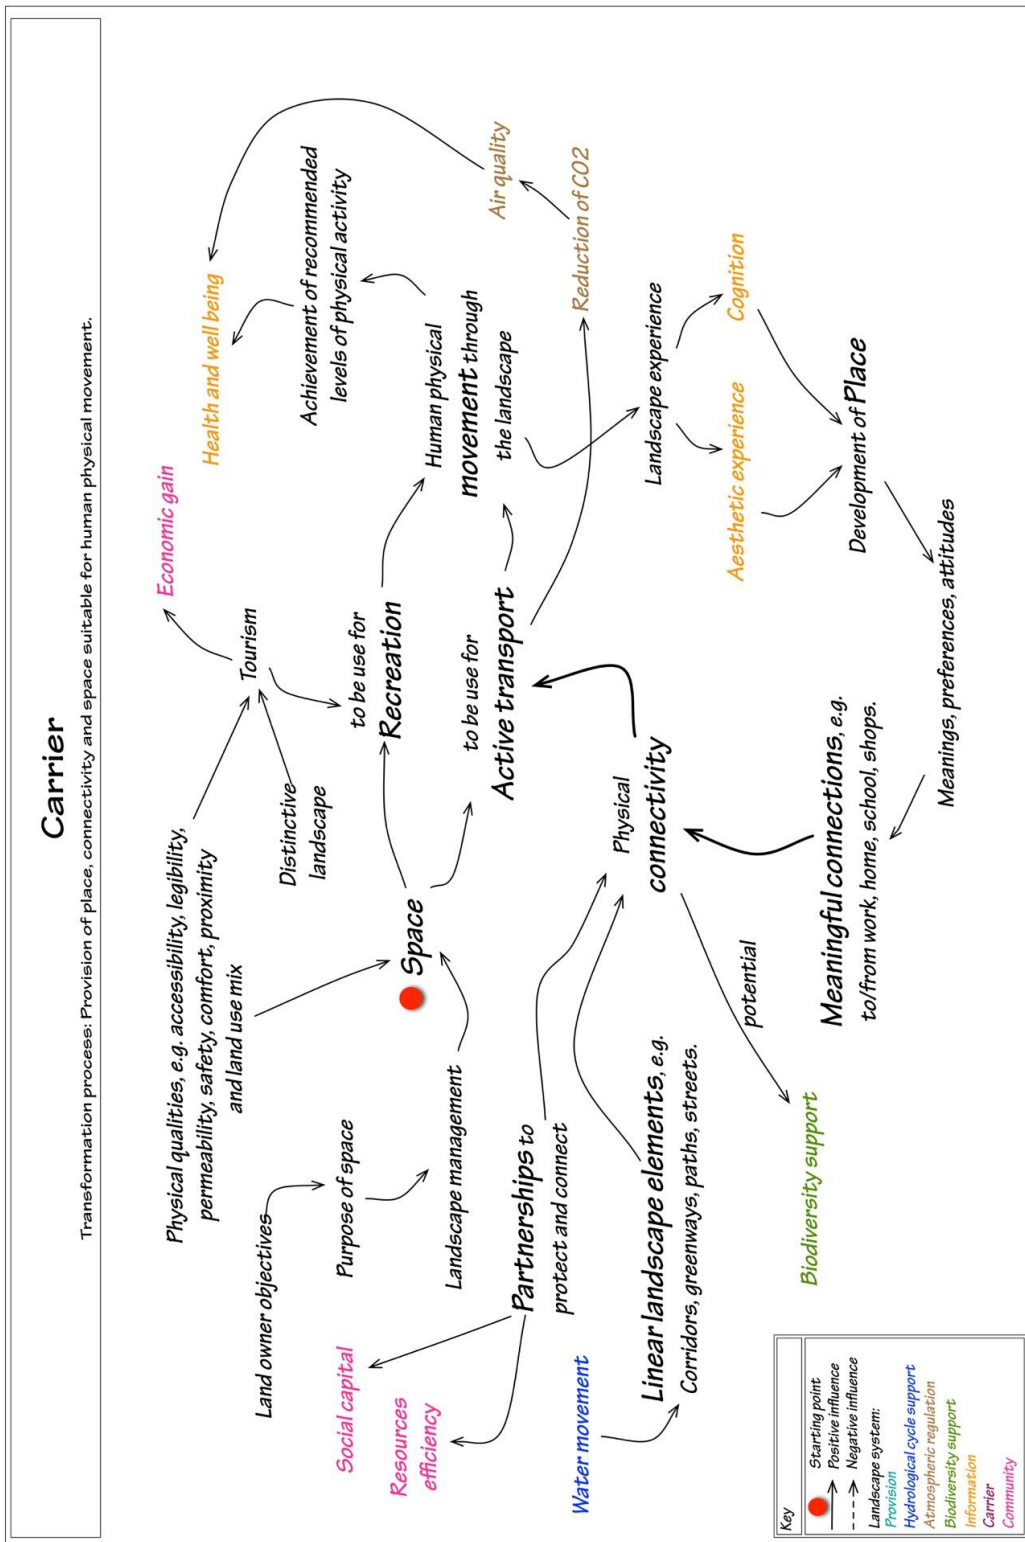 Carrier
Transformation process: Provision of place, connectivity and space suitable for human physical movement.
Physical qualities, e.g. accessibility, legibility,
permeability, safety, comfort, proximity
and land use mix
Distinctive
landscape
Tourism
Economic gain
Health and well being
Achievement of recommended
levels of physical activity
Land owner objectives
Purpose of space
Landscape management
Space
to be use for
Recreation
to be use for
Active transport
Human physical
movement through
the landscape
Air quality
Reduction of CO2
Social capital
Resources
efficiency
Partnerships to
protect and connect
Water movement
Linear landscape elements, e.g.
Corridors, greenways, paths, streets.
Physical
connectivity
potential
Biodiversity support
Landscape experience
Aesthetic experience
Cognition
Development of Place
Meanings, preferences, attitudes
Meaningful connections, e.g.
to/from work, home, school, shops.
Key
Starting point
Positive influence
Negative influence
Landscape system:
Provision
Hydrological cycle support
Atmospheric regulation
Biodiversity support
Information
Carrier
Community